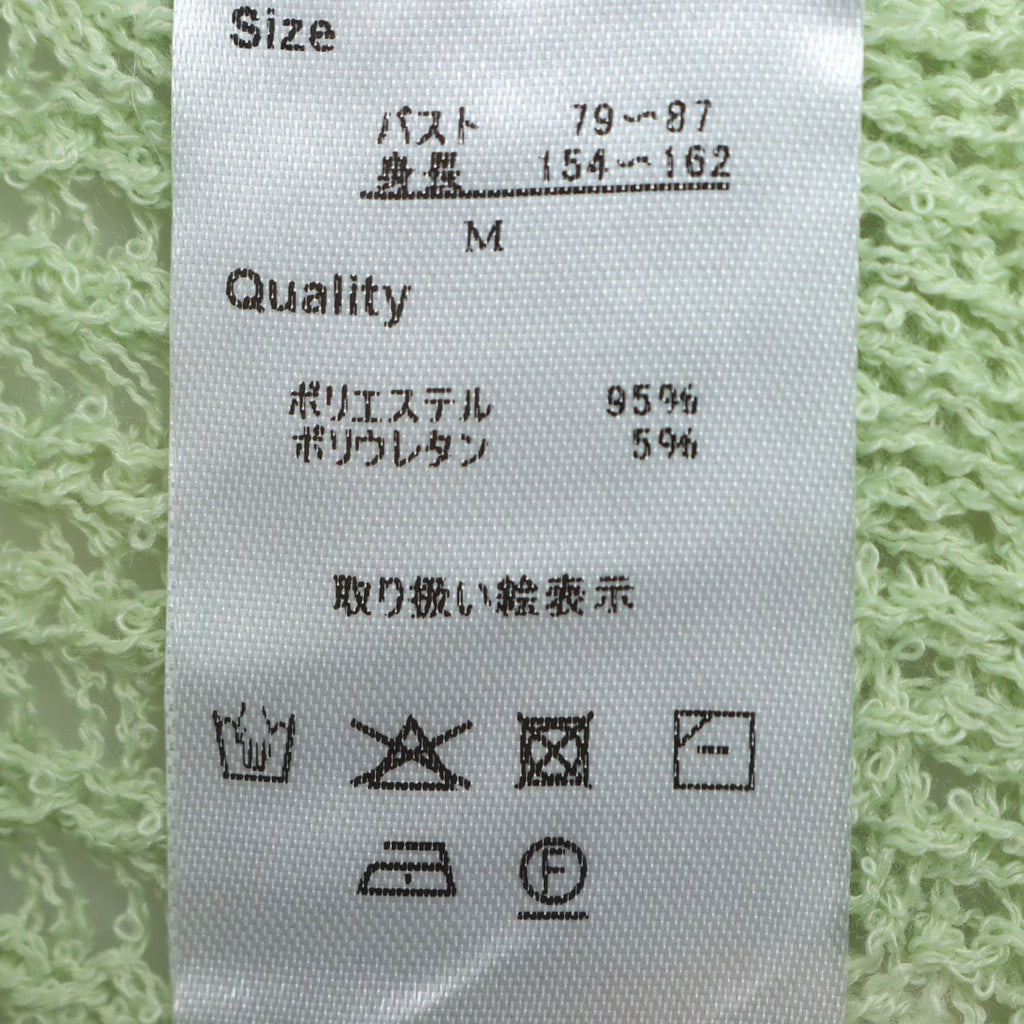 Size
バスト 79〜87
身長 154〜162
M
Quality
ポリエステル 95%
ポリウレタン 5%
取り扱い絵表示
F